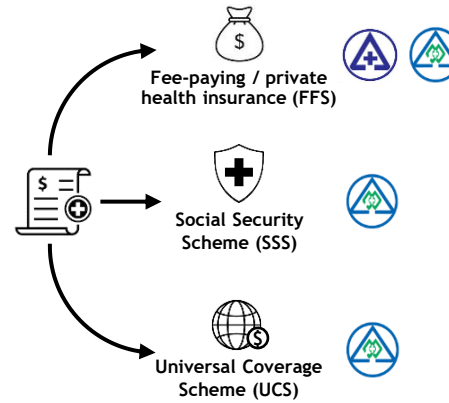 $
Fee-paying / private
health insurance (FFS)
$
Social Security
Scheme (SSS)
$
Universal Coverage
Scheme (UCS)